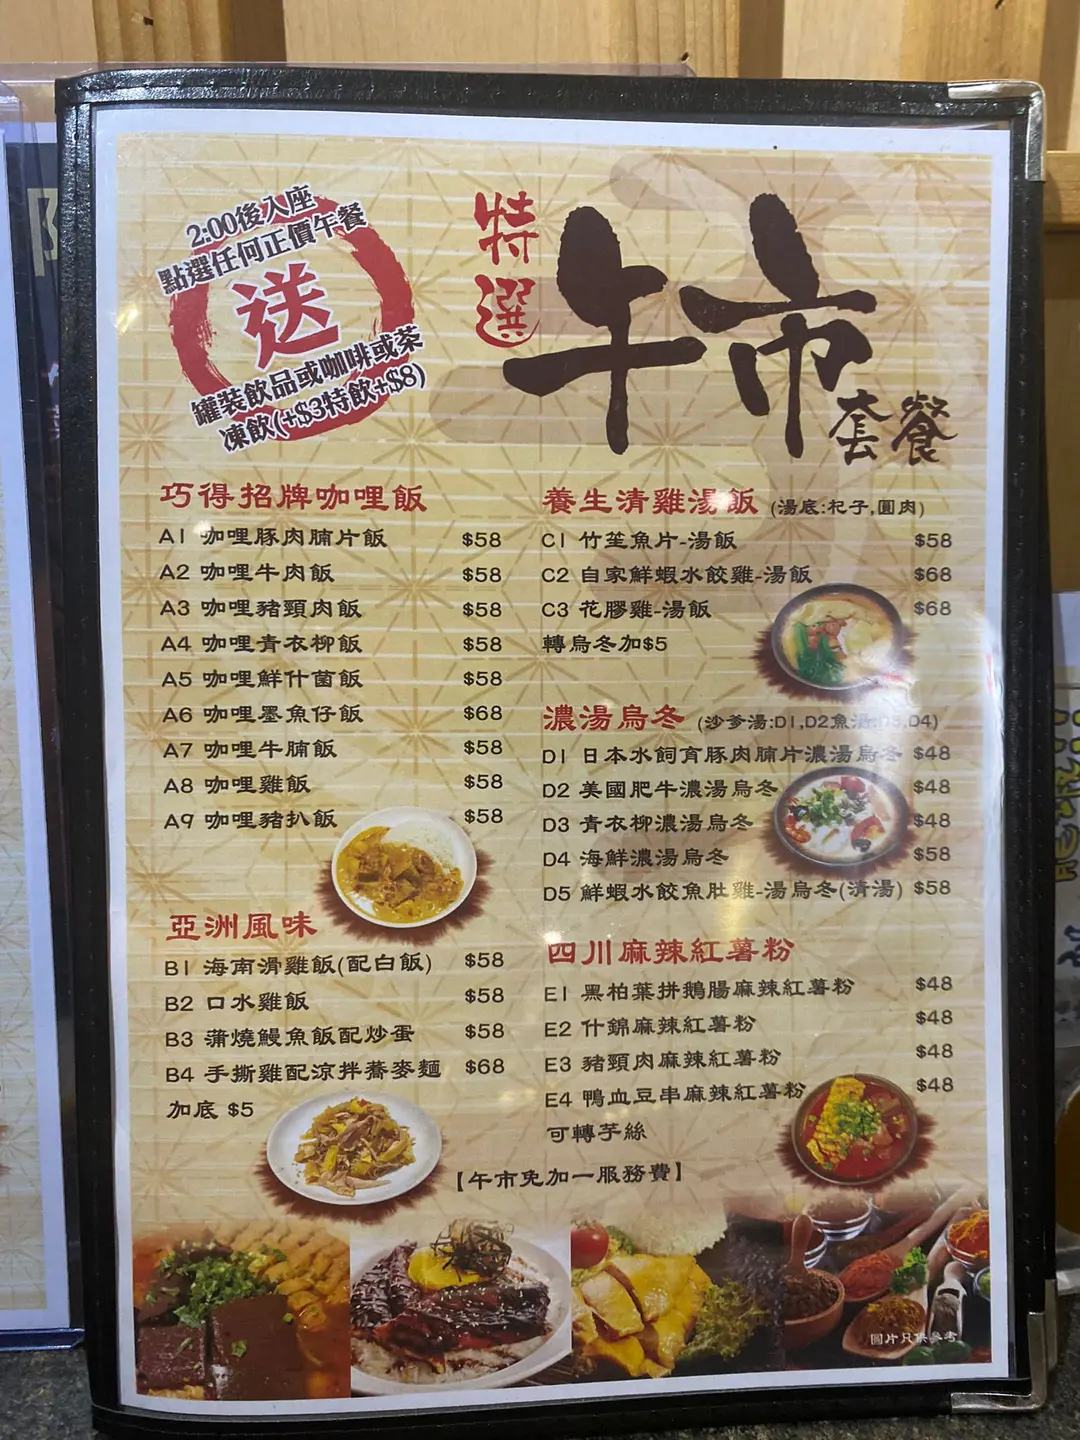 2:00後入座
點選任何正價午餐
送
罐裝飲品或咖啡或茶
凍飲(+$3特飲+$8)
特選
午市
套餐
巧得招牌咖哩飯
A1 咖哩豚肉腩片飯 $58
A2 咖哩牛肉飯 $58
A3 咖哩豬頸肉飯 $58
A4 咖哩青衣柳飯 $58
A5 咖哩鮮什菌飯 $58
A6 咖哩墨魚仔飯 $68
A7 咖哩牛腩飯 $58
A8 咖哩雞飯 $58
A9 咖哩豬扒飯 $58
亞洲風味
B1 海南滑雞飯(配白飯) $58
B2 口水雞飯 $58
B3 蒲燒鰻魚飯配炒蛋 $58
B4 手撕雞配涼拌蕎麥麵 $68
加底 $5
養生清雞湯飯 (湯底:杞子,圓肉)
C1 竹笙魚片-湯飯 $58
C2 自家鮮蝦水餃雞-湯飯 $68
C3 花膠雞-湯飯 $68
轉烏冬加$5
濃湯烏冬 (沙爹湯:D1,D2魚湯:D3,D4)
D1 日本水飼育豚肉腩片濃湯烏冬 $48
D2 美國肥牛濃湯烏冬 $48
D3 青衣柳濃湯烏冬 $48
D4 海鮮濃湯烏冬 $58
D5 鮮蝦水餃魚肚雞-湯烏冬(清湯) $58
四川麻辣紅薯粉
E1 黑柏葉拼鵝腸麻辣紅薯粉 $48
E2 什錦麻辣紅薯粉 $48
E3 豬頸肉麻辣紅薯粉 $48
E4 鴨血豆串麻辣紅薯粉 $48
可轉芋絲
【午市免加一服務費】
圖片只供參考